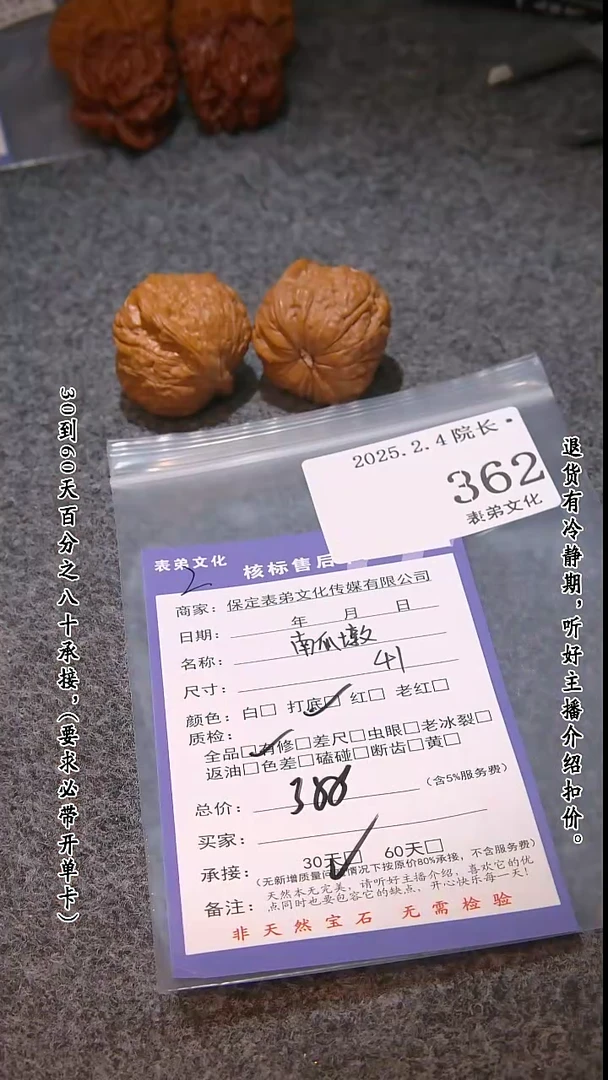 2025.2.4院长·
362
表弟文化
表弟文化
核标售后
2
商家：保定表弟文化传媒有限公司
日期： 年 月 日
名称： 南瓜墩
尺寸： 41
颜色：白□ 打底□ 红□ 老红□
质检：
全品□有修□差尺□虫眼□老冰裂□
返油□色差□磕碰□断齿□黄□
总价： （含5%服务费）
买家：
承接： 30天□ 60天□
（无新增质量问 情况下按原价80%承接，不含服务费）
备注：天然本无完美，请听好主播介绍，喜欢它的优
点同时也要包容它的缺点、开心快乐每一天！
非天然宝石 无需检验
30到60天百分之八十承接，（要求必带开单卡）
退货有冷静期，听好主播介绍扣价。